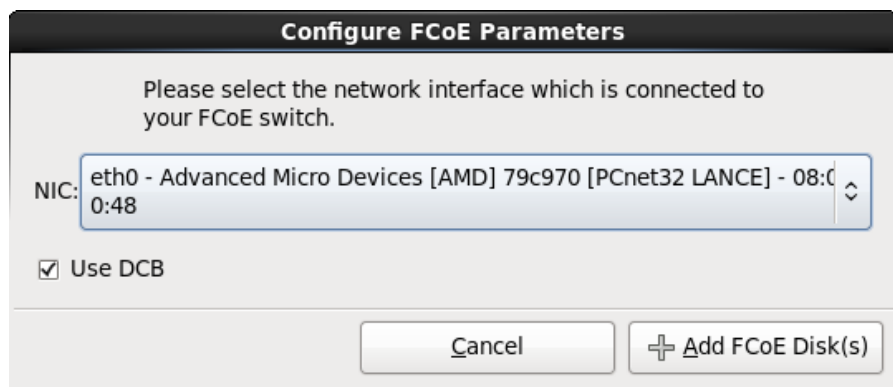 Configure FCoE Parameters
Please select the network interface which is connected to
your FCoE switch.
NIC:
eth0 - Advanced Micro Devices [AMD] 79c970 [PCnet32 LANCE] - 08:0
0:48
Use DCB
Cancel
Add FCoE Disk(s)